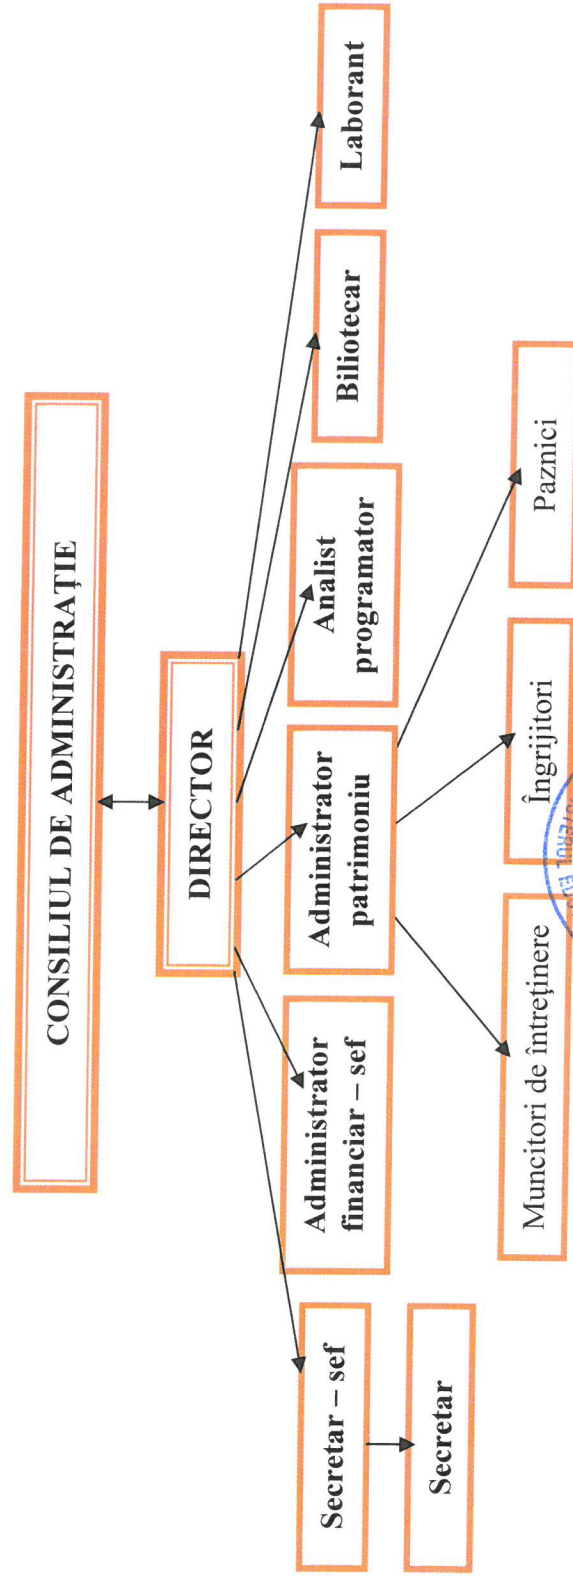 CONSILIUL DE ADMINISTRAȚIE
DIRECTOR
Secretar – sef
Administrator
financiar – sef
Administrator
patrimoniu
Analist
programator
Biliotecar
Laborant
Secretar
Muncitori de întreținere
Îngrijitori
Paznici